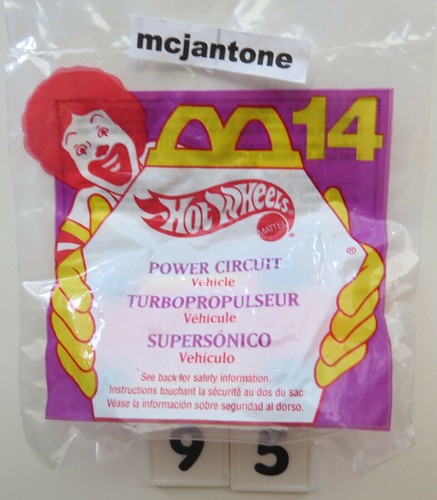 mcjantone
14
HOT WHEELS
MATTEL
®
POWER CIRCUIT
Vehicle
TURBOPROPULSEUR
Véhicule
SUPERSÓNICO
Vehículo
See back for safety information.
Instructions touchant la sécurité au dos du sac
Véase la información sobre seguridad al dorso.
9 5